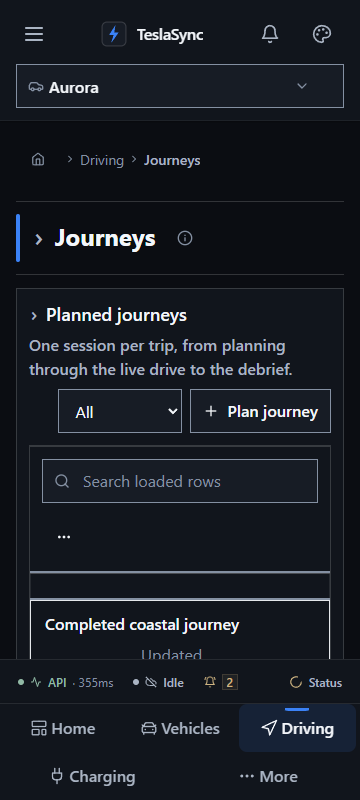 TeslaSync
Aurora
Driving
Journeys
Journeys
Planned journeys
One session per trip, from planning
through the live drive to the debrief.
All
Plan journey
Search loaded rows
...
Completed coastal journey
Updated
API · 355ms
Idle
2
Status
Home
Vehicles
Driving
Charging
More